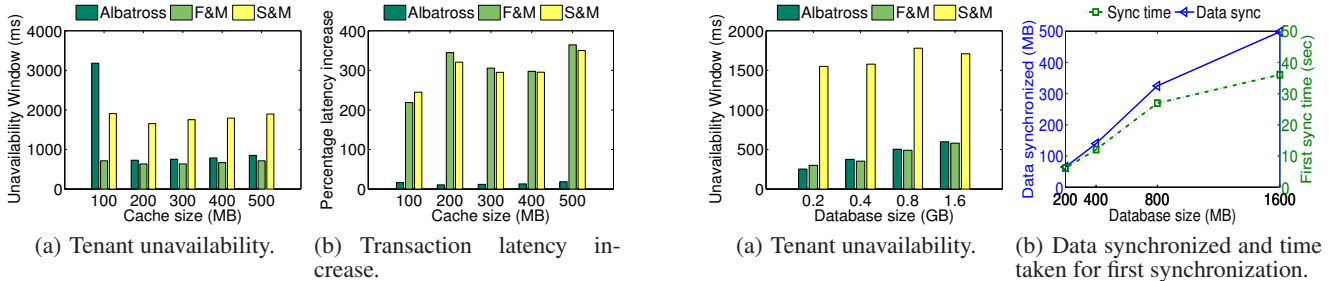 Albatross F&M S&M
Unavailability Window (ms)
4000
3000
2000
1000
0
100 200 300 400 500
Cache size (MB)
(a) Tenant unavailability.
Albatross F&M S&M
Percentage latency increase
400
300
200
100
0
100 200 300 400 500
Cache size (MB)
(b) Transaction latency in-
crease.
Albatross F&M S&M
Unavailability Window (ms)
2000
1500
1000
500
0
0.2 0.4 0.8 1.6
Database size (GB)
(a) Tenant unavailability.
Sync time Data sync
Data synchronized (MB)
500
400
300
200
100
0
200 400 800 1600
Database size (MB)
60
50
40
30
20
10
0
First sync time (sec)
(b) Data synchronized and time
taken for first synchronization.